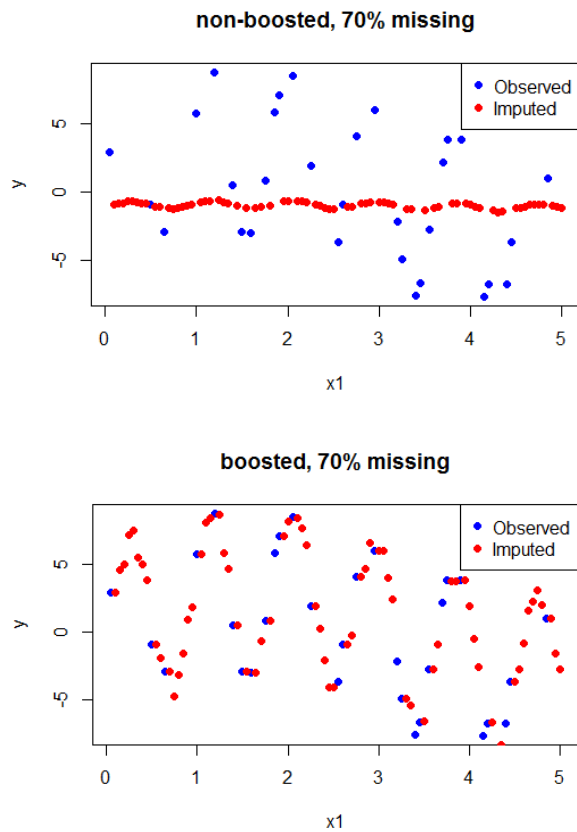 non-boosted, 70% missing
Observed
Imputed
5
0
-5
y
0 1 2 3 4 5
x1
boosted, 70% missing
Observed
Imputed
5
0
-5
y
0 1 2 3 4 5
x1